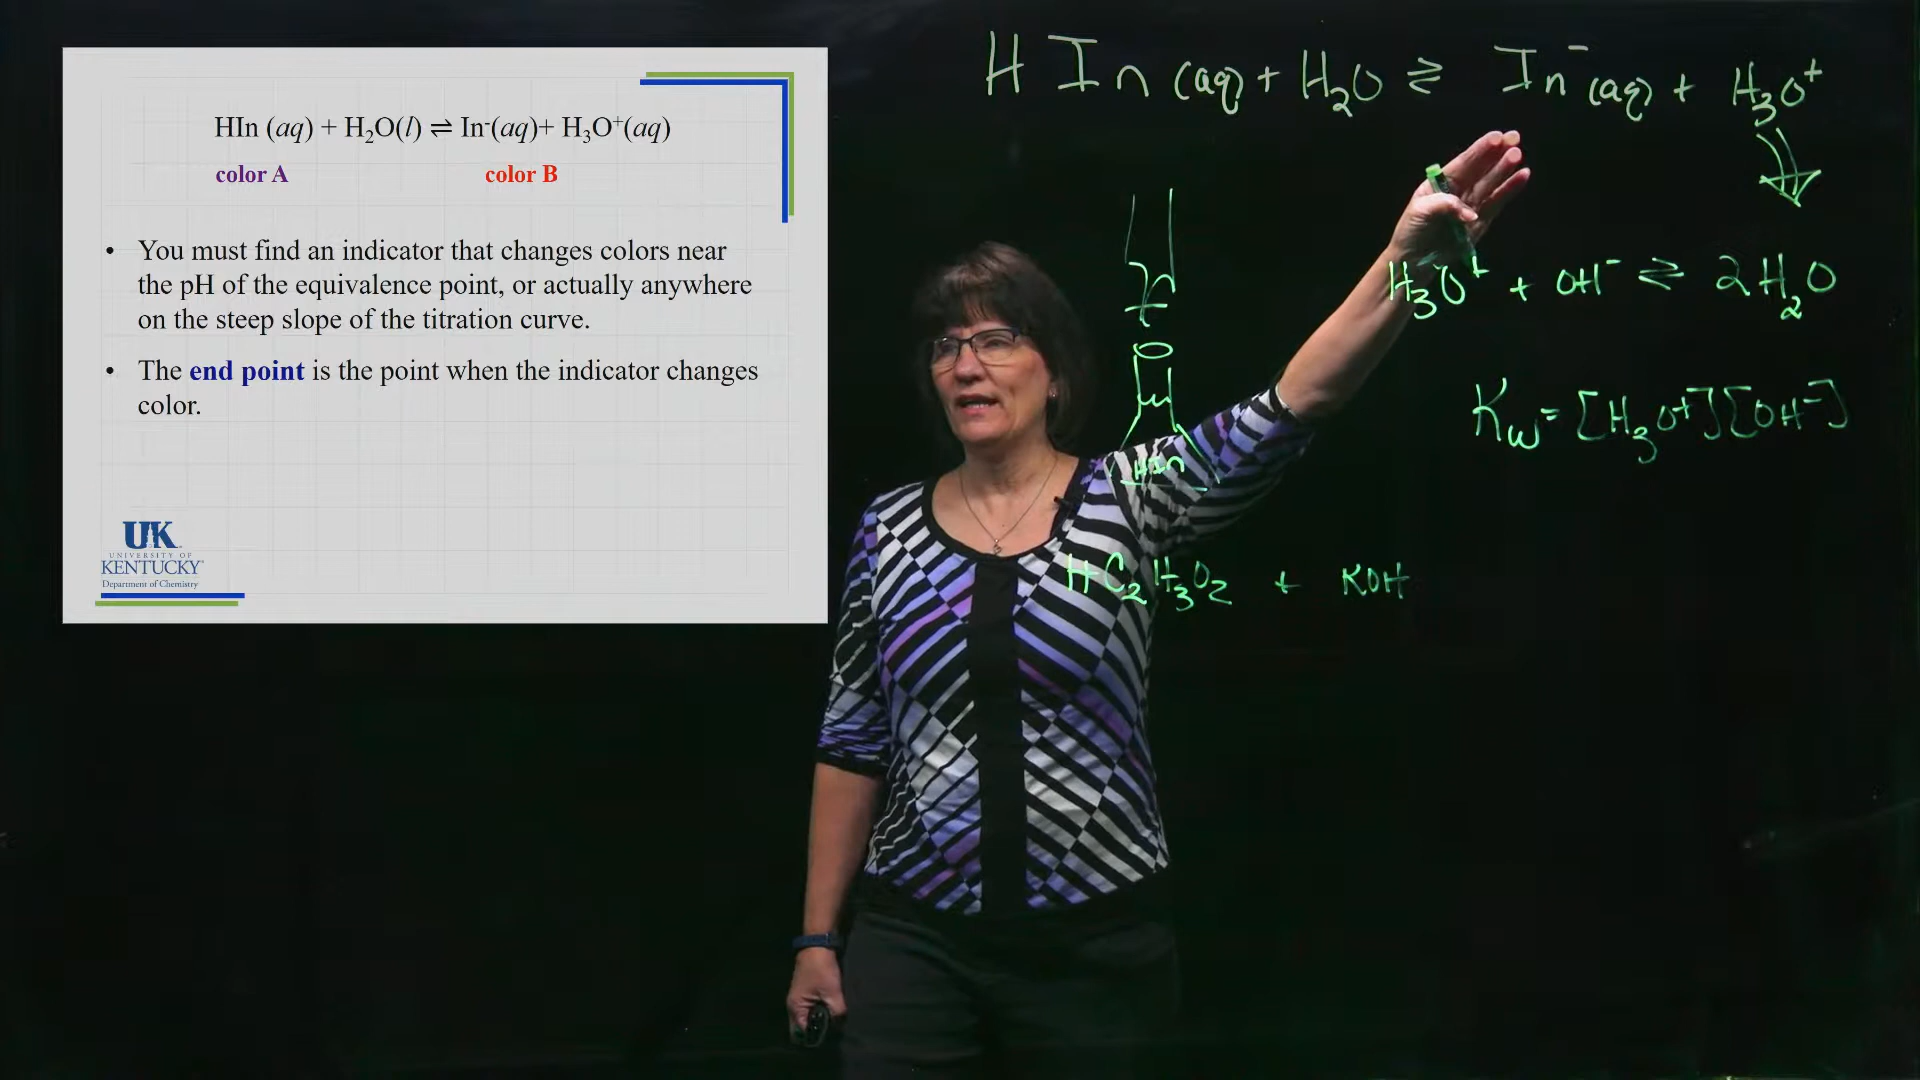 HIn (aq) + H₂O(l) ⇌ In⁻(aq)+ H₃O⁺(aq)
color A color B
• You must find an indicator that changes colors near
the pH of the equivalence point, or actually anywhere
on the steep slope of the titration curve.
• The end point is the point when the indicator changes
color.
UK
UNIVERSITY OF
KENTUCKY
Department of Chemistry
H In (aq) + H₂O ⇌ In⁻ (aq) + H₃O⁺
H₃O⁺ + OH⁻ ⇌ 2H₂O
Kw = [H₃O⁺][OH⁻]
HIn
HC₂H₃O₂ + KOH